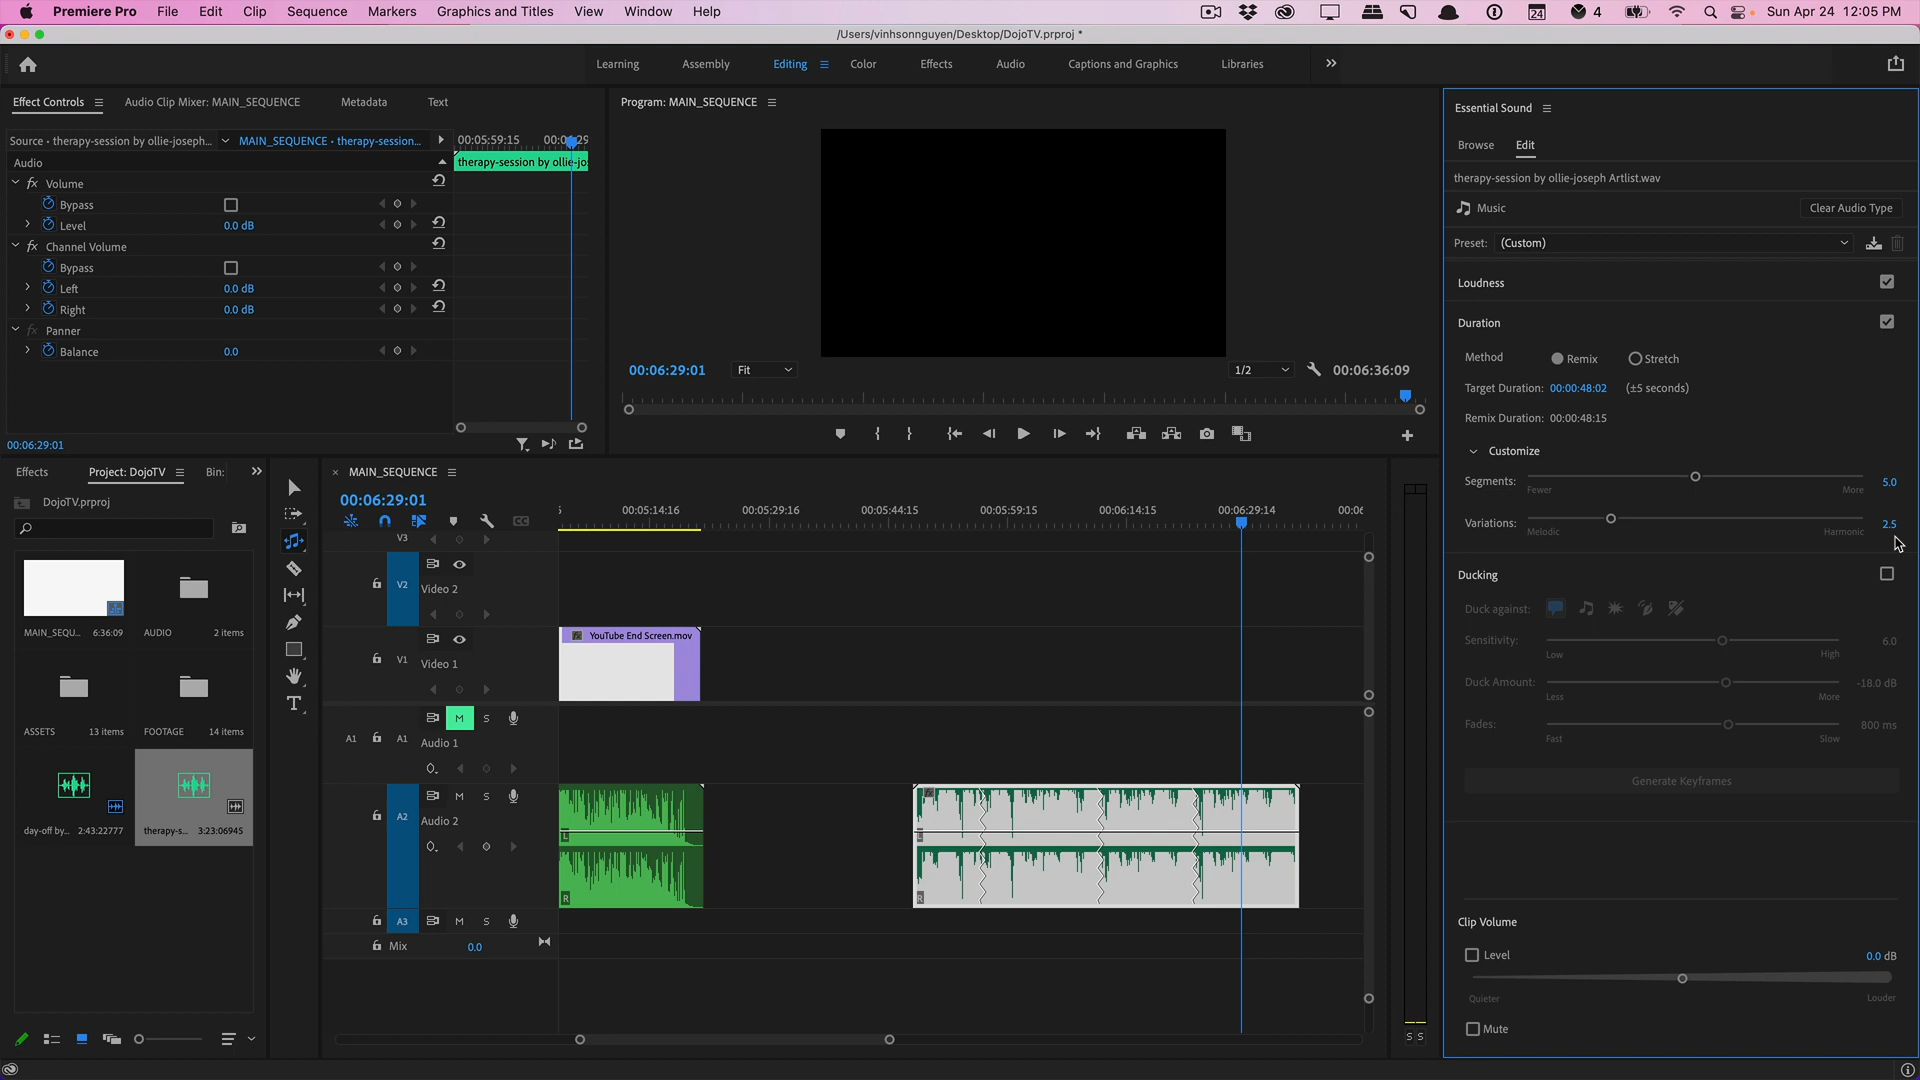 Premiere Pro File Edit Clip Sequence Markers Graphics and Titles View Window Help
24 4 Sun Apr 24 12:05 PM
/Users/vinhsonnguyen/Desktop/DojoTV.prproj *
Learning Assembly Editing Color Effects Audio Captions and Graphics Libraries
Effect Controls Audio Clip Mixer: MAIN_SEQUENCE Metadata Text
Source • therapy-session by ollie-joseph... MAIN_SEQUENCE • therapy-session...
00:05:59:15
Audio
therapy-session by ollie-jo
fx Volume
Bypass
Level 0.0 dB
fx Channel Volume
Bypass
Left 0.0 dB
Right 0.0 dB
fx Panner
Balance 0.0
00:06:29:01
Program: MAIN_SEQUENCE
00:06:29:01 Fit 1/2 00:06:36:09
Essential Sound
Browse Edit
therapy-session by ollie-joseph Artlist.wav
Music Clear Audio Type
Preset: (Custom)
Loudness
Duration
Method Remix Stretch
Target Duration: 00:00:48:02 (±5 seconds)
Remix Duration: 00:00:48:15
Customize
Segments: 5.0
Fewer More
Variations: 2.5
Melodic Harmonic
Ducking
Duck against:
Sensitivity: 6.0
Low High
Duck Amount: -18.0 dB
Less More
Fades: 800 ms
Fast Slow
Generate Keyframes
Clip Volume
Level 0.0 dB
Quieter Louder
Mute
Effects Project: DojoTV Bin:
DojoTV.prproj
MAIN_SEQU... 6:36:09 AUDIO 2 items
ASSETS 13 items FOOTAGE 14 items
day-off by... 2:43:22777 therapy-s... 3:23:06945
MAIN_SEQUENCE
00:06:29:01
00:05:14:16 00:05:29:16 00:05:44:15 00:05:59:15 00:06:14:15 00:06:29:14
V3
V2 Video 2
V1 Video 1
fx YouTube End Screen.mov
M S
A1 A1 Audio 1
M S
A2 Audio 2
L
R
fx
L
R
A3 M S
Mix 0.0
S S